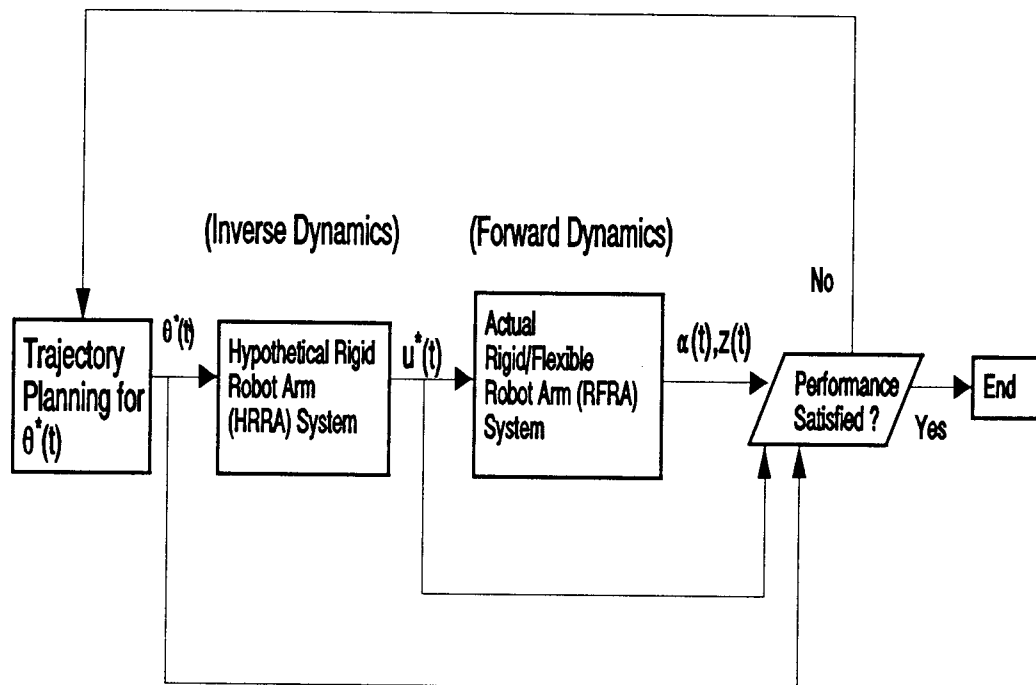 (Inverse Dynamics)
(Forward Dynamics)
No
Trajectory
Planning for
θ*(t)
θ*(t)
Hypothetical Rigid
Robot Arm
(HRRA) System
u*(t)
Actual
Rigid/Flexible
Robot Arm (RFRA)
System
α(t),z(t)
Performance
Satisfied ?
Yes
End